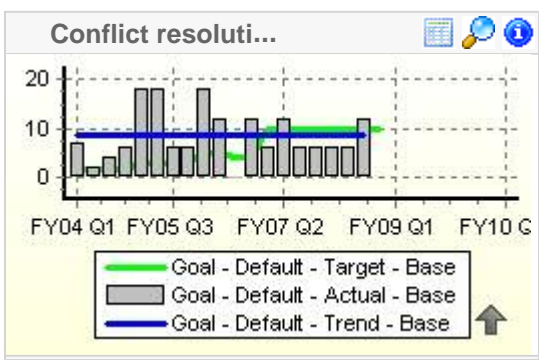 Conflict resoluti...
20
10
0
FY04 Q1 FY05 Q3 FY07 Q2 FY09 Q1 FY10 Q
Goal - Default - Target - Base
Goal - Default - Actual - Base
Goal - Default - Trend - Base